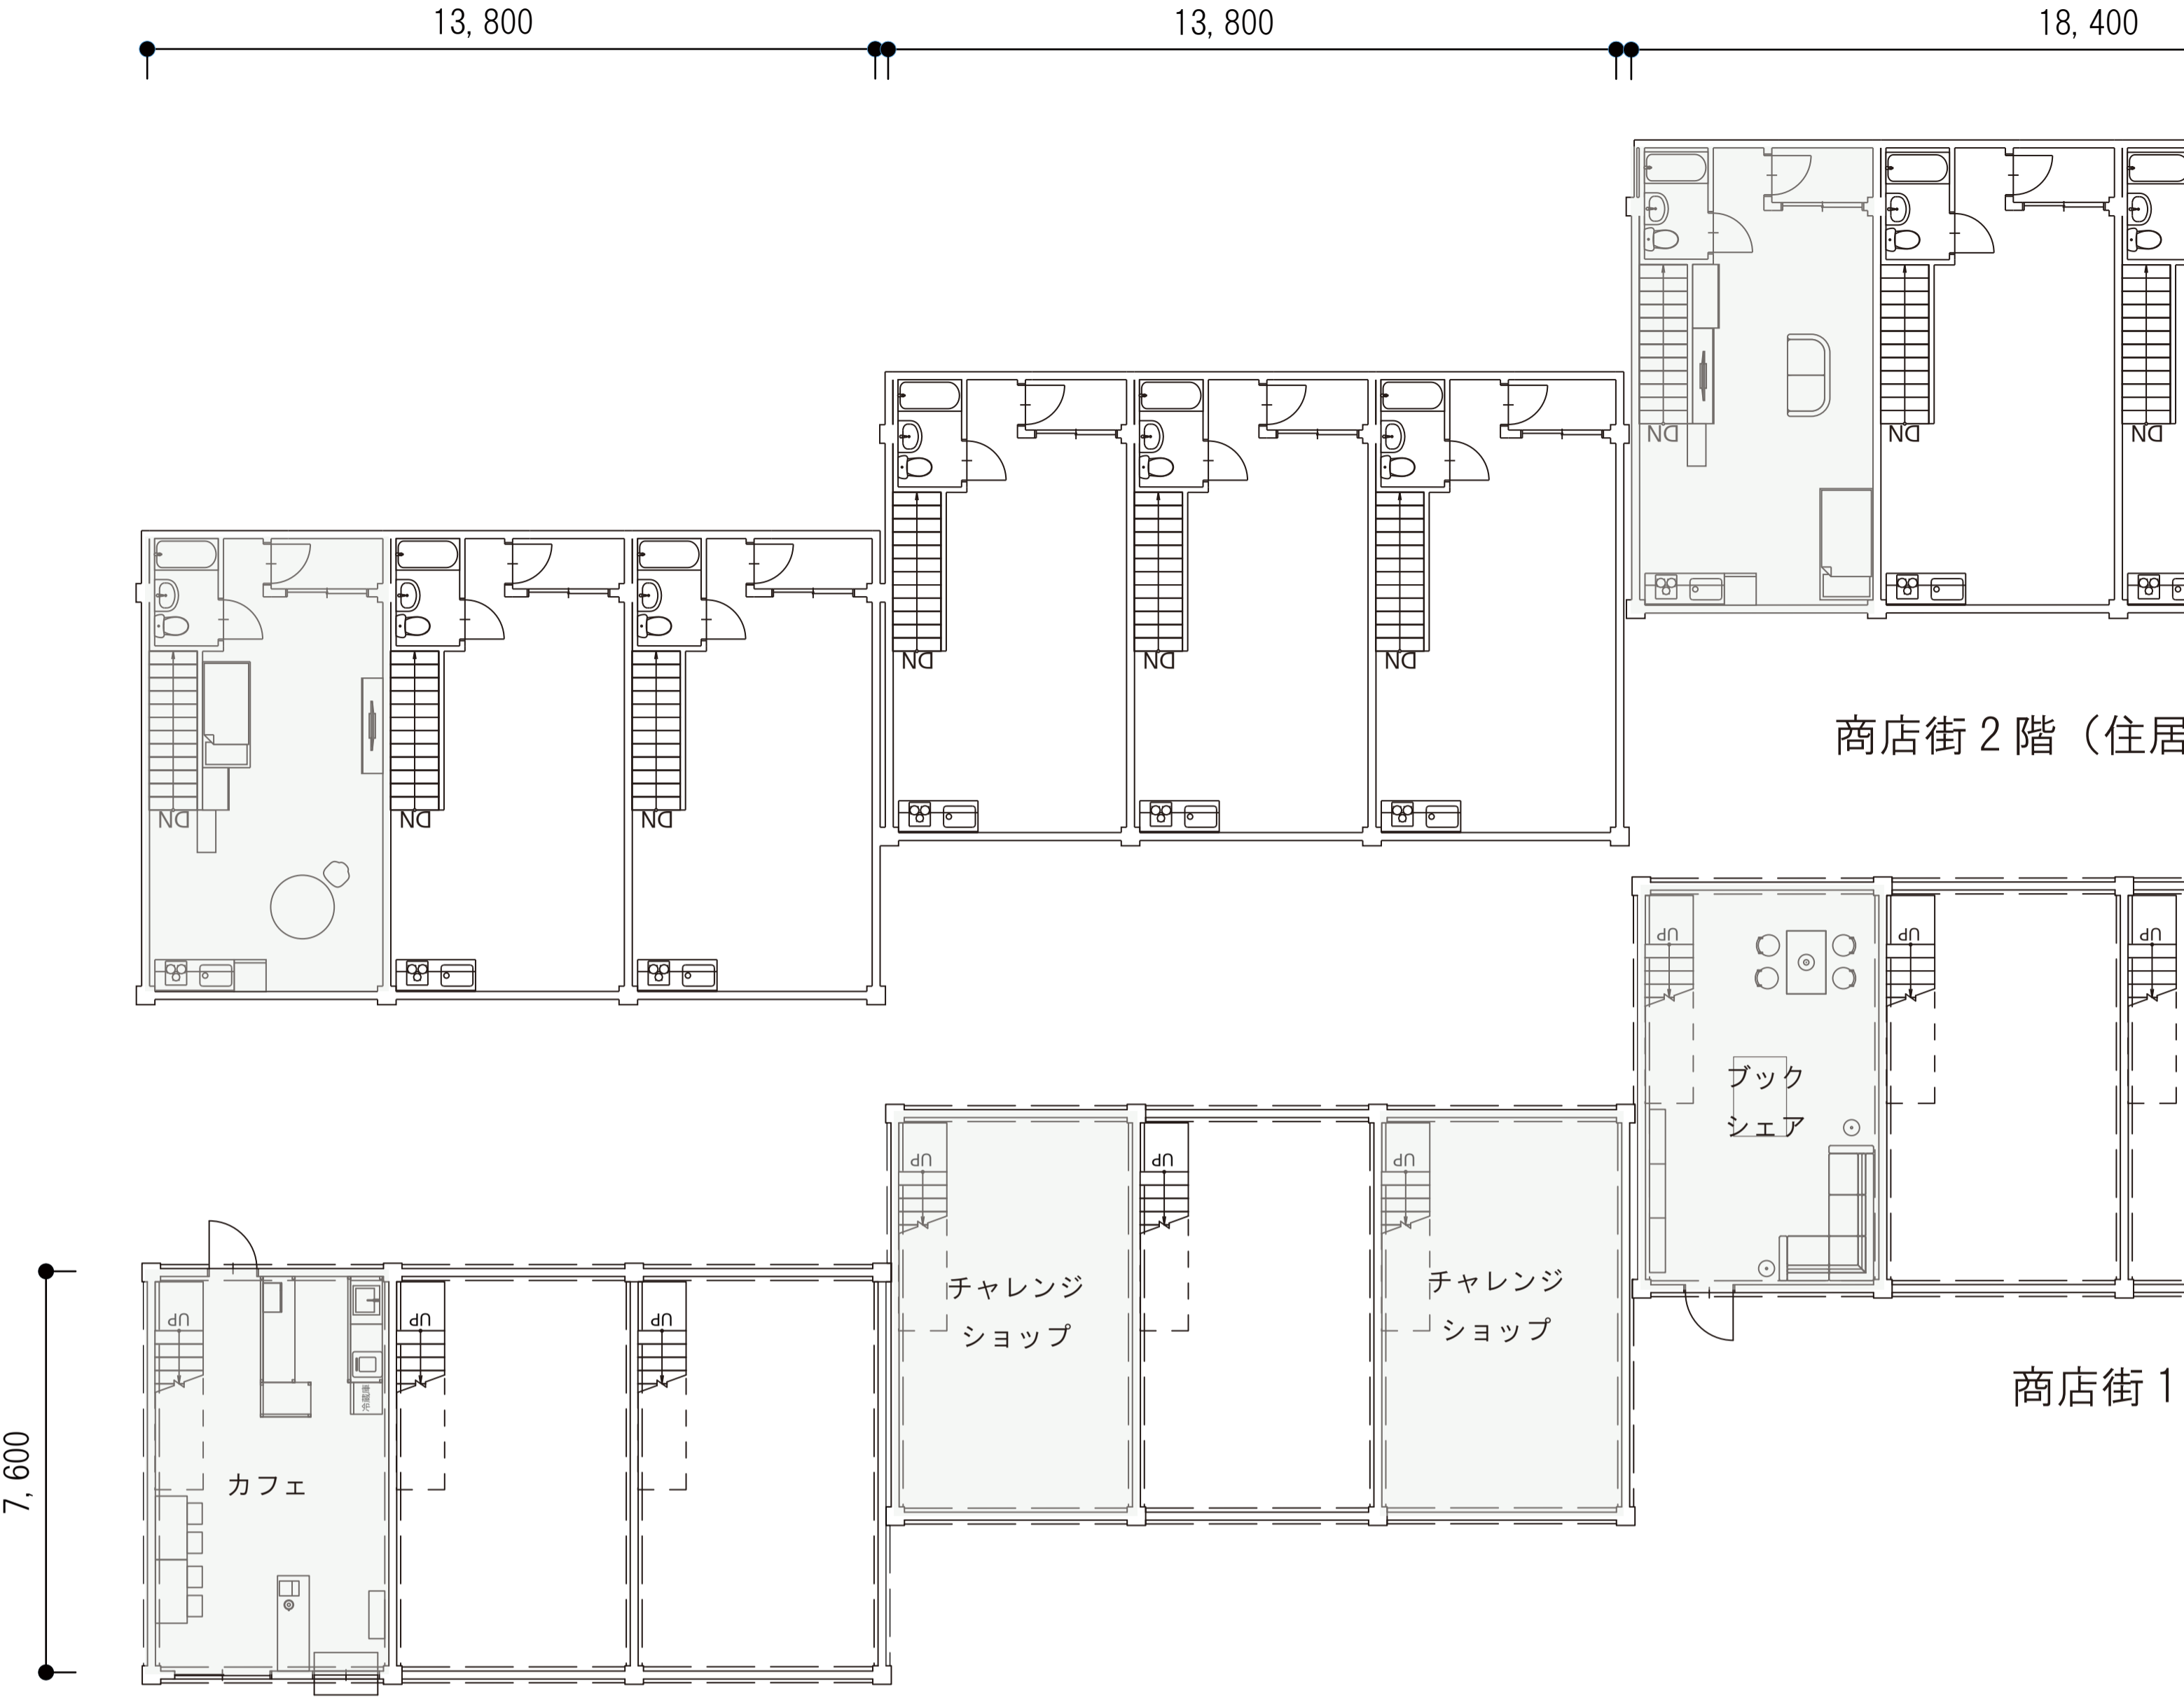 13,800
13,800
18,400
DN
DN
DN
DN
DN
DN
DN
DN
DN
商店街2階（住居
UP
UP
UP
ブック
シェア
UP
UP
UP
チャレンジ
ショップ
チャレンジ
ショップ
UP
UP
UP
冷蔵庫
カフェ
7,600
商店街1